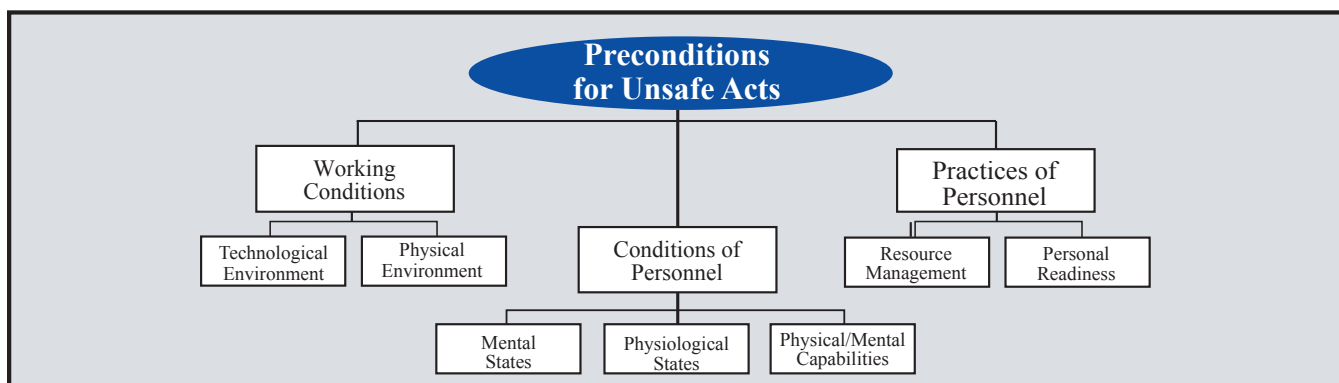 Preconditions
for Unsafe Acts
Working
Conditions
Technological
Environment
Physical
Environment
Conditions of
Personnel
Mental
States
Physiological
States
Physical/Mental
Capabilities
Practices of
Personnel
Resource
Management
Personal
Readiness